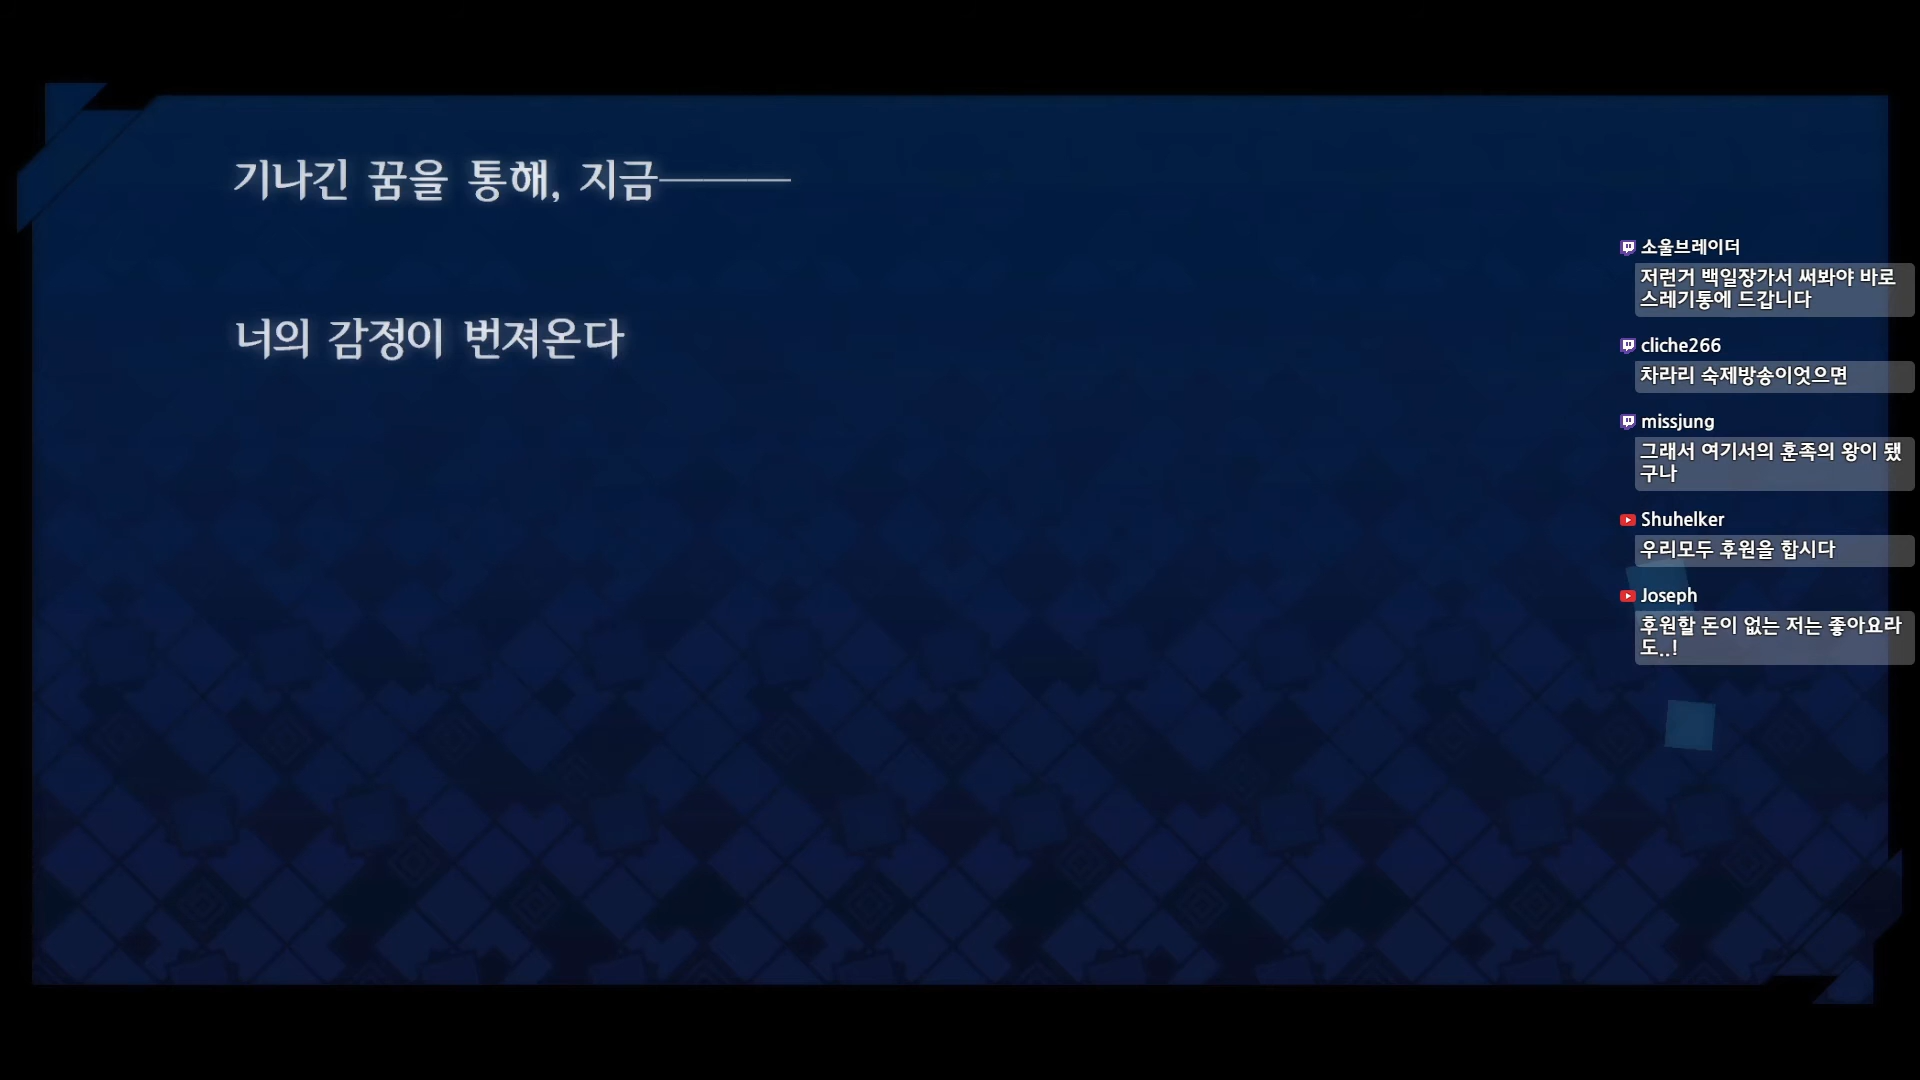 기나긴 꿈을 통해, 지금―――
너의 감정이 번져온다
소울브레이더
저런거 백일장가서 써봐야 바로
스레기통에 드갑니다
cliche266
차라리 숙제방송이엇으면
missjung
그래서 여기서의 훈족의 왕이 됐
구나
Shuhelker
우리모두 후원을 합시다
Joseph
후원할 돈이 없는 저는 좋아요라
도..!